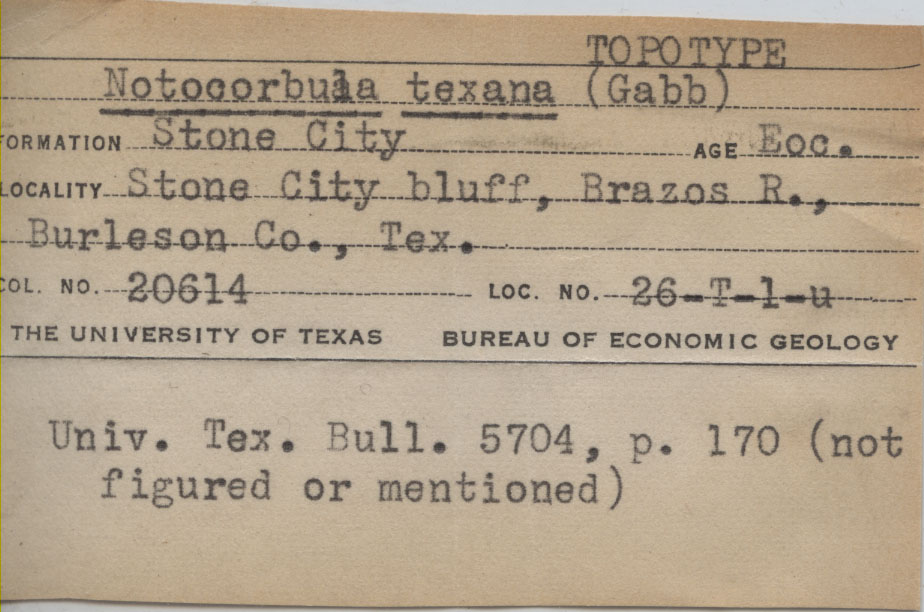 TOPOTYPE
Notocorbula texana (Gabb)
FORMATION Stone City AGE Eoc.
LOCALITY Stone City bluff, Brazos R.,
Burleson Co., Tex.
COL. NO. 20614 LOC. NO. 26-T-1-u
THE UNIVERSITY OF TEXAS BUREAU OF ECONOMIC GEOLOGY
Univ. Tex. Bull. 5704, p. 170 (not
figured or mentioned)